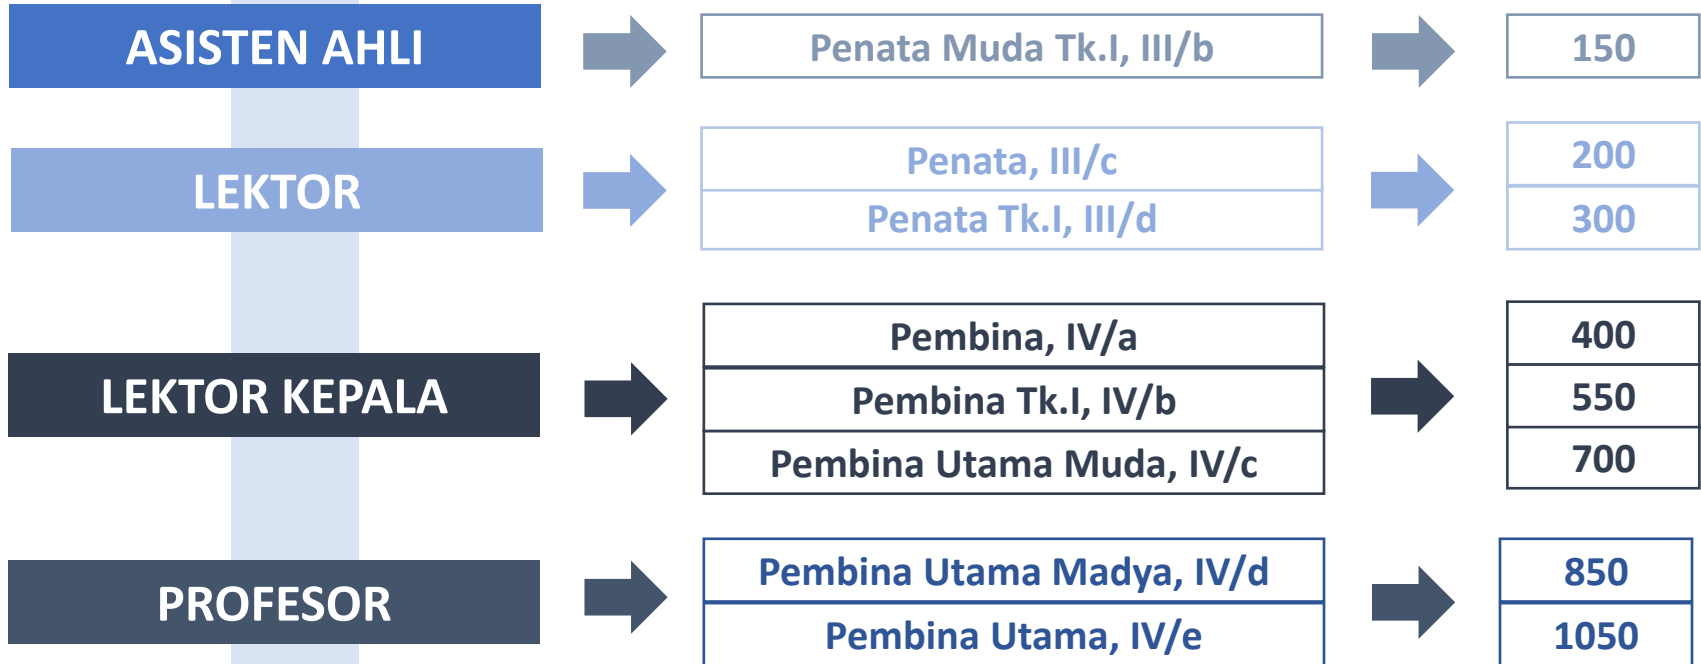 ASISTEN AHLI
Penata Muda Tk.I, III/b
150
LEKTOR
Penata, III/c
200
Penata Tk.I, III/d
300
LEKTOR KEPALA
Pembina, IV/a
400
Pembina Tk.I, IV/b
550
Pembina Utama Muda, IV/c
700
PROFESOR
Pembina Utama Madya, IV/d
850
Pembina Utama, IV/e
1050